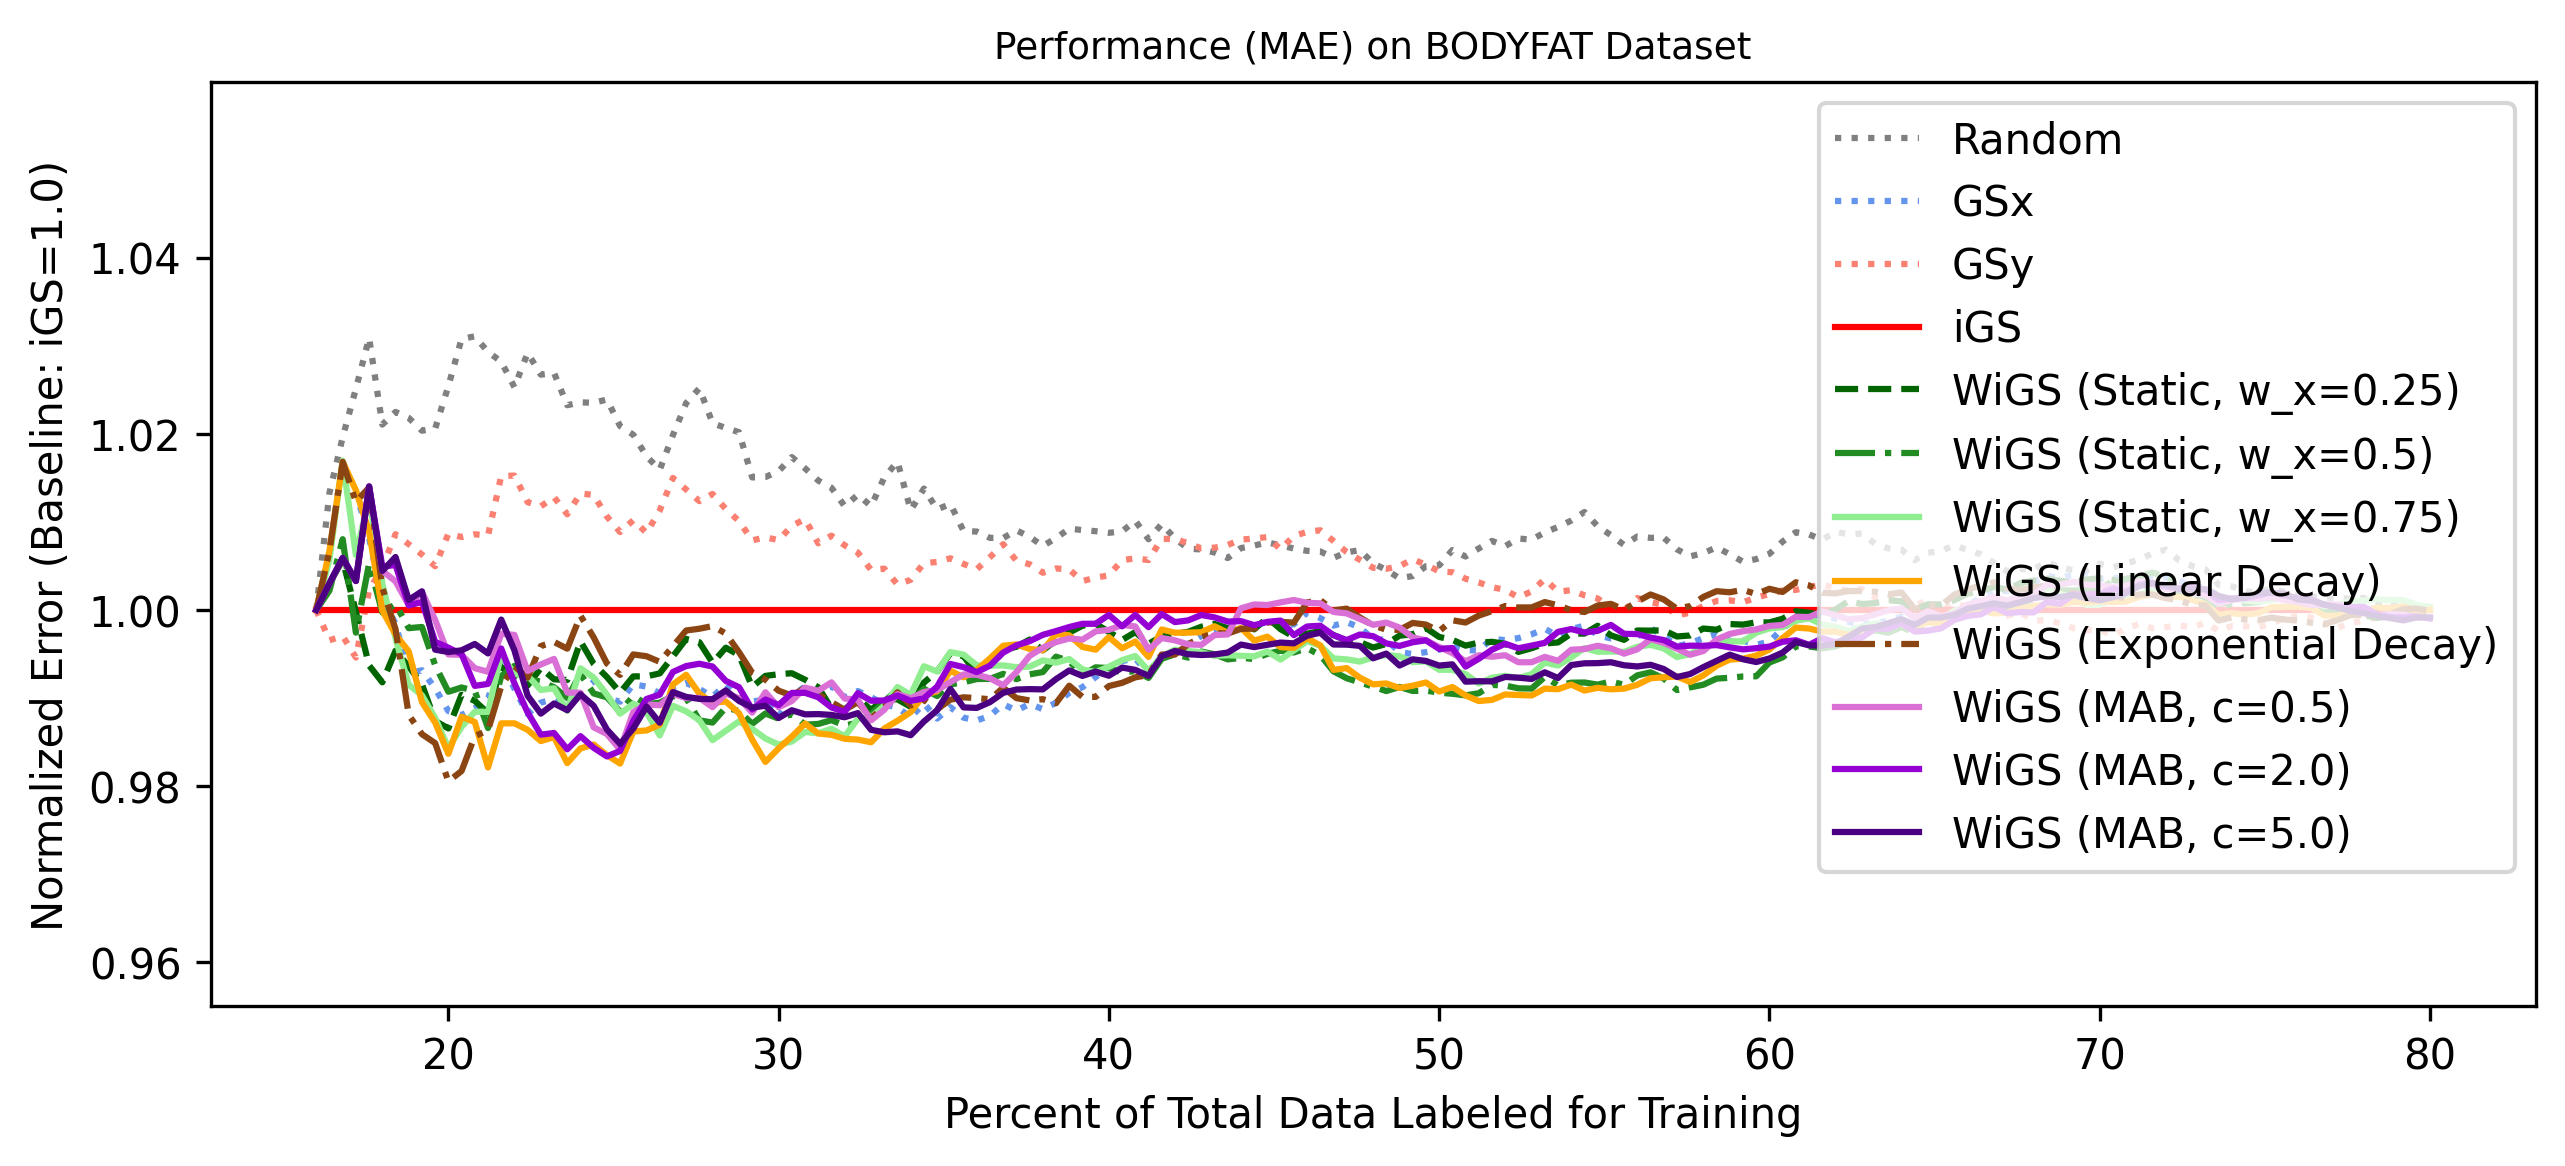 Performance (MAE) on BODYFAT Dataset
Normalized Error (Baseline: iGS=1.0)
1.04
1.02
1.00
0.98
0.96
Random
GSx
GSy
iGS
WiGS (Static, w_x=0.25)
WiGS (Static, w_x=0.5)
WiGS (Static, w_x=0.75)
WiGS (Linear Decay)
WiGS (Exponential Decay)
WiGS (MAB, c=0.5)
WiGS (MAB, c=2.0)
WiGS (MAB, c=5.0)
20 30 40 50 60 70 80
Percent of Total Data Labeled for Training